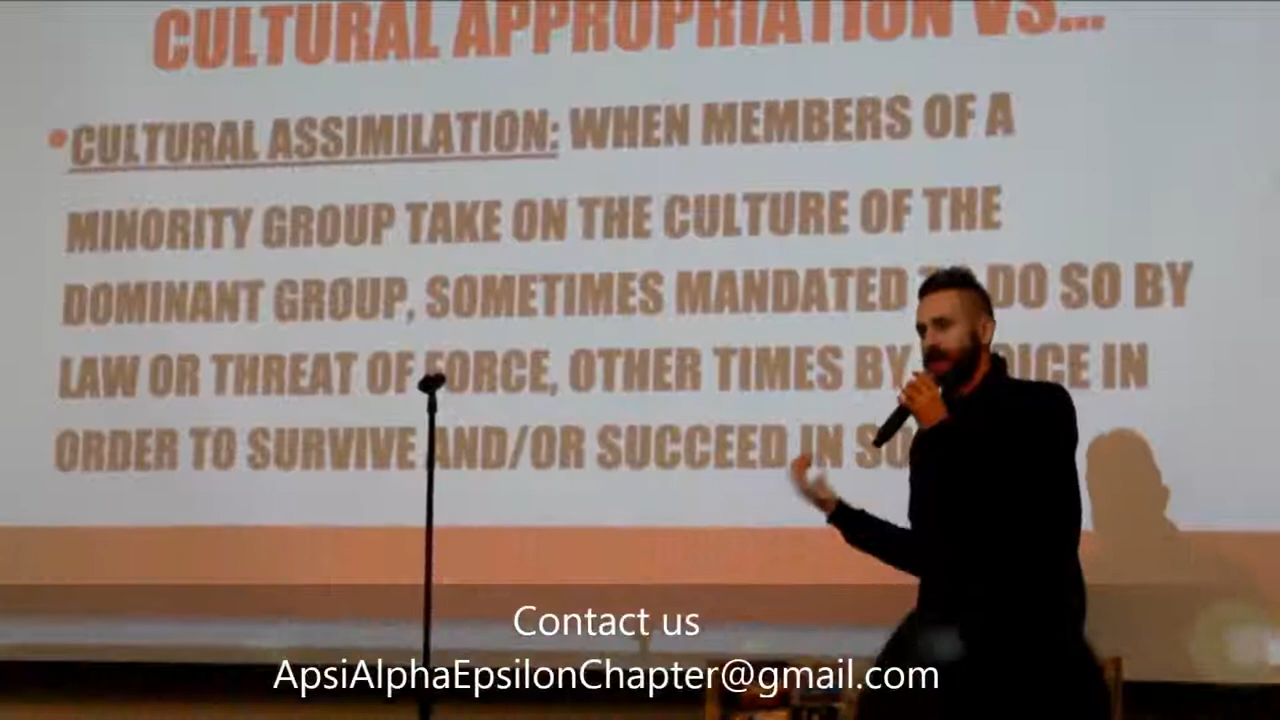 CULTURAL APPROPRIATION VS...
•CULTURAL ASSIMILATION: WHEN MEMBERS OF A
MINORITY GROUP TAKE ON THE CULTURE OF THE
DOMINANT GROUP, SOMETIMES MANDATED DO SO BY
LAW OR THREAT OF FORCE, OTHER TIMES BY IN
ORDER TO SURVIVE AND/OR SUCCEED IN
Contact us
ApsiAlphaEpsilonChapter@gmail.com